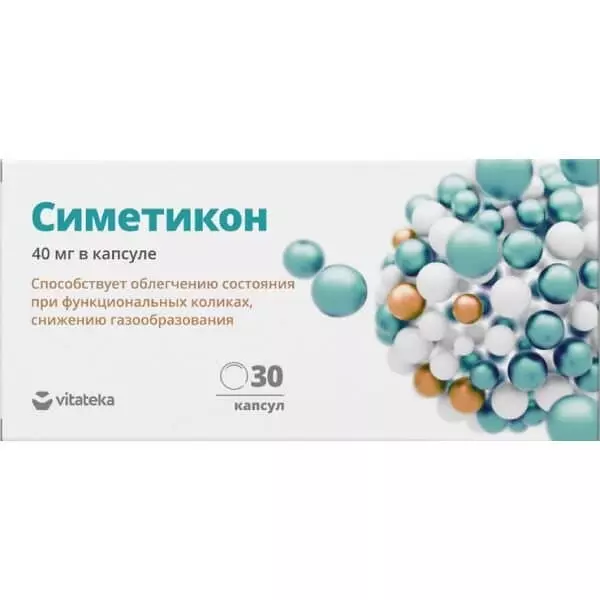 Симетикон
40 мг в капсуле
Способствует облегчению состояния
при функциональных коликах,
снижению газообразования
30
капсул
vitateka